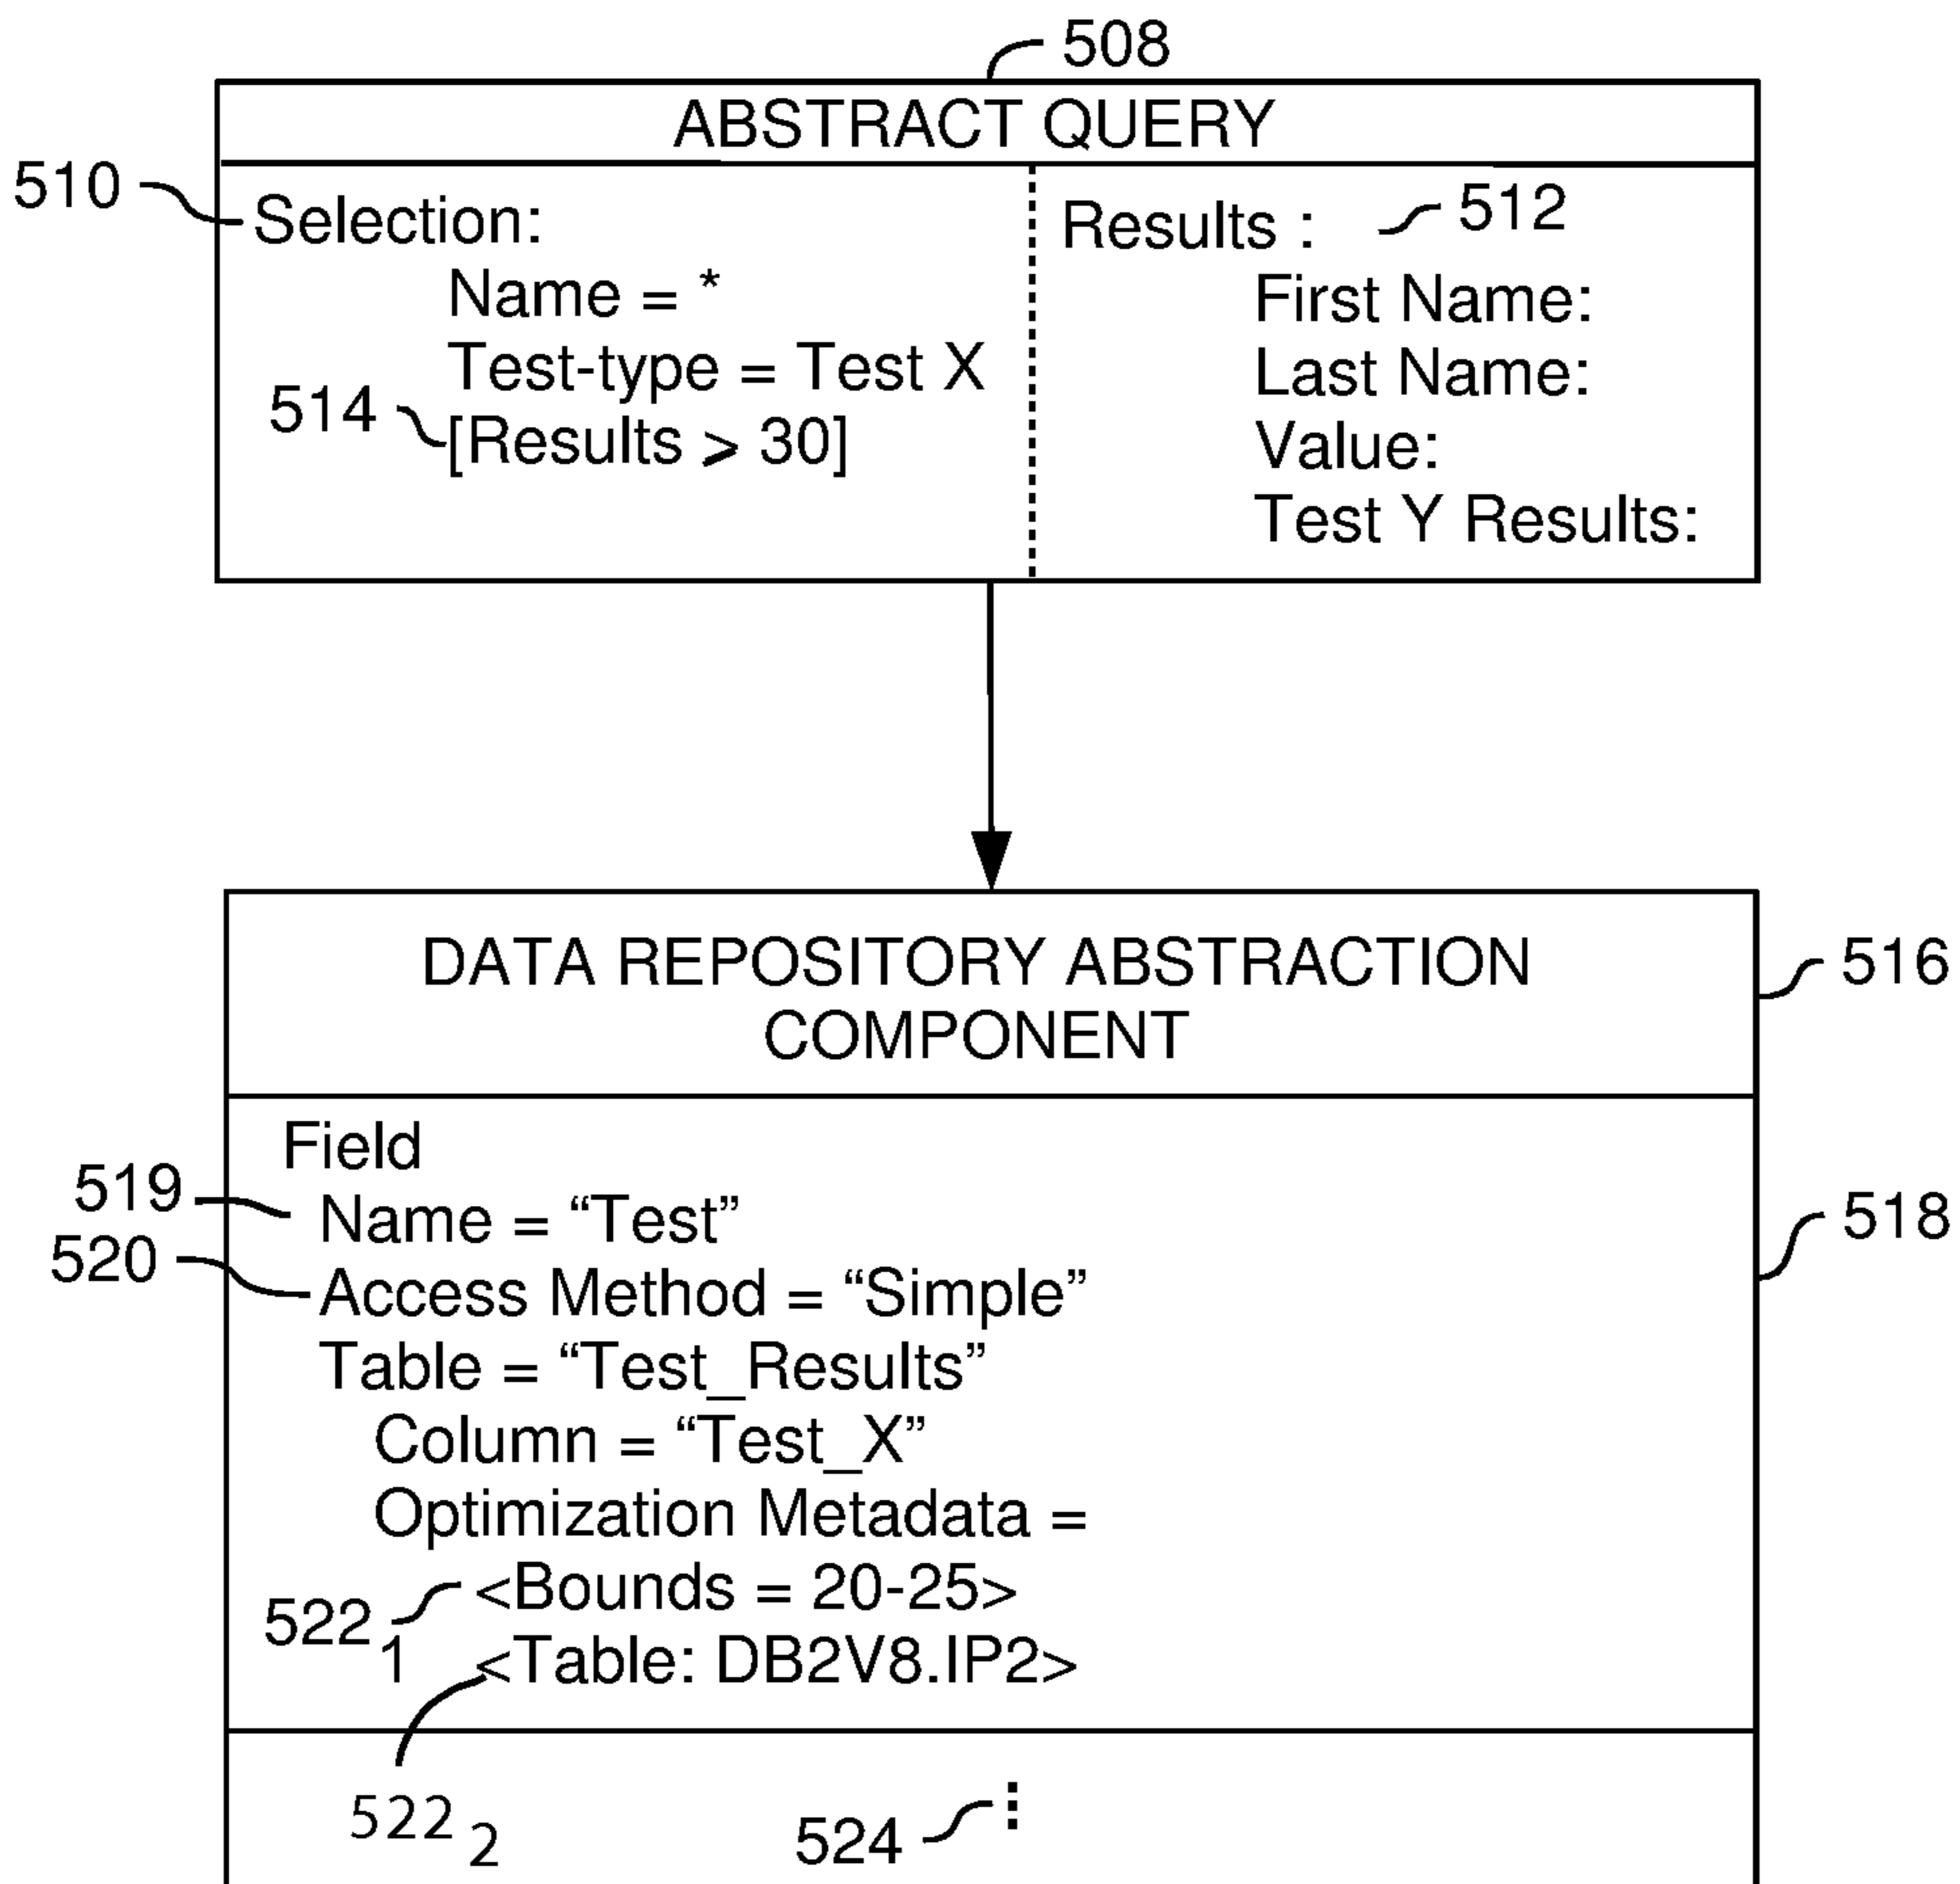 508
ABSTRACT QUERY
510
Selection:
Name = *
Test-type = Test X
514
[Results > 30]
Results :
512
First Name:
Last Name:
Value:
Test Y Results:
DATA REPOSITORY ABSTRACTION
COMPONENT
516
Field
519
Name = “Test”
518
520
Access Method = “Simple”
Table = “Test_Results”
Column = “Test_X”
Optimization Metadata =
<Bounds = 20-25>
522 1
<Table: DB2V8.IP2>
522 2
524